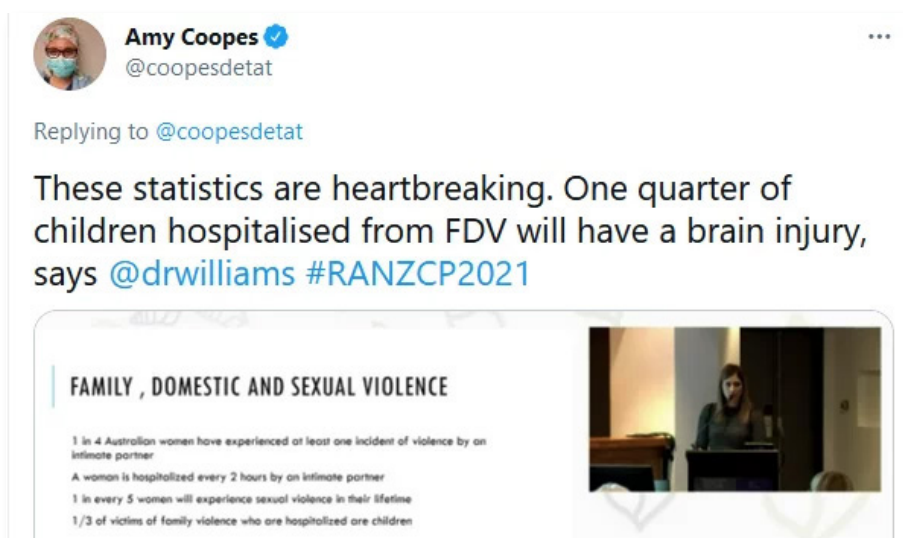 Amy Coopes
@coopesdetat
Replying to @coopesdetat
These statistics are heartbreaking. One quarter of
children hospitalised from FDV will have a brain injury,
says @drwilliams #RANZCP2021
FAMILY , DOMESTIC AND SEXUAL VIOLENCE
1 in 4 Australian women have experienced at least one incident of violence by an
intimate partner
A woman is hospitalized every 2 hours by an intimate partner
1 in every 5 women will experience sexual violence in their lifetime
1/3 of victims of family violence who are hospitalized are children